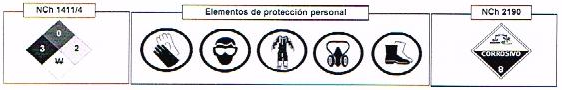 NCh 1411/4
Elementos de protección personal
NCh 2190
0
3 2
W
CORROSIVO
8